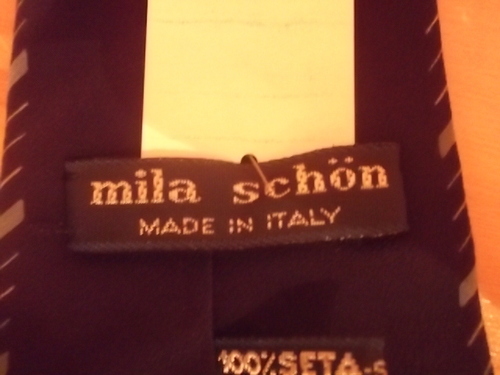 mila schön
MADE IN ITALY
100% SETA-S